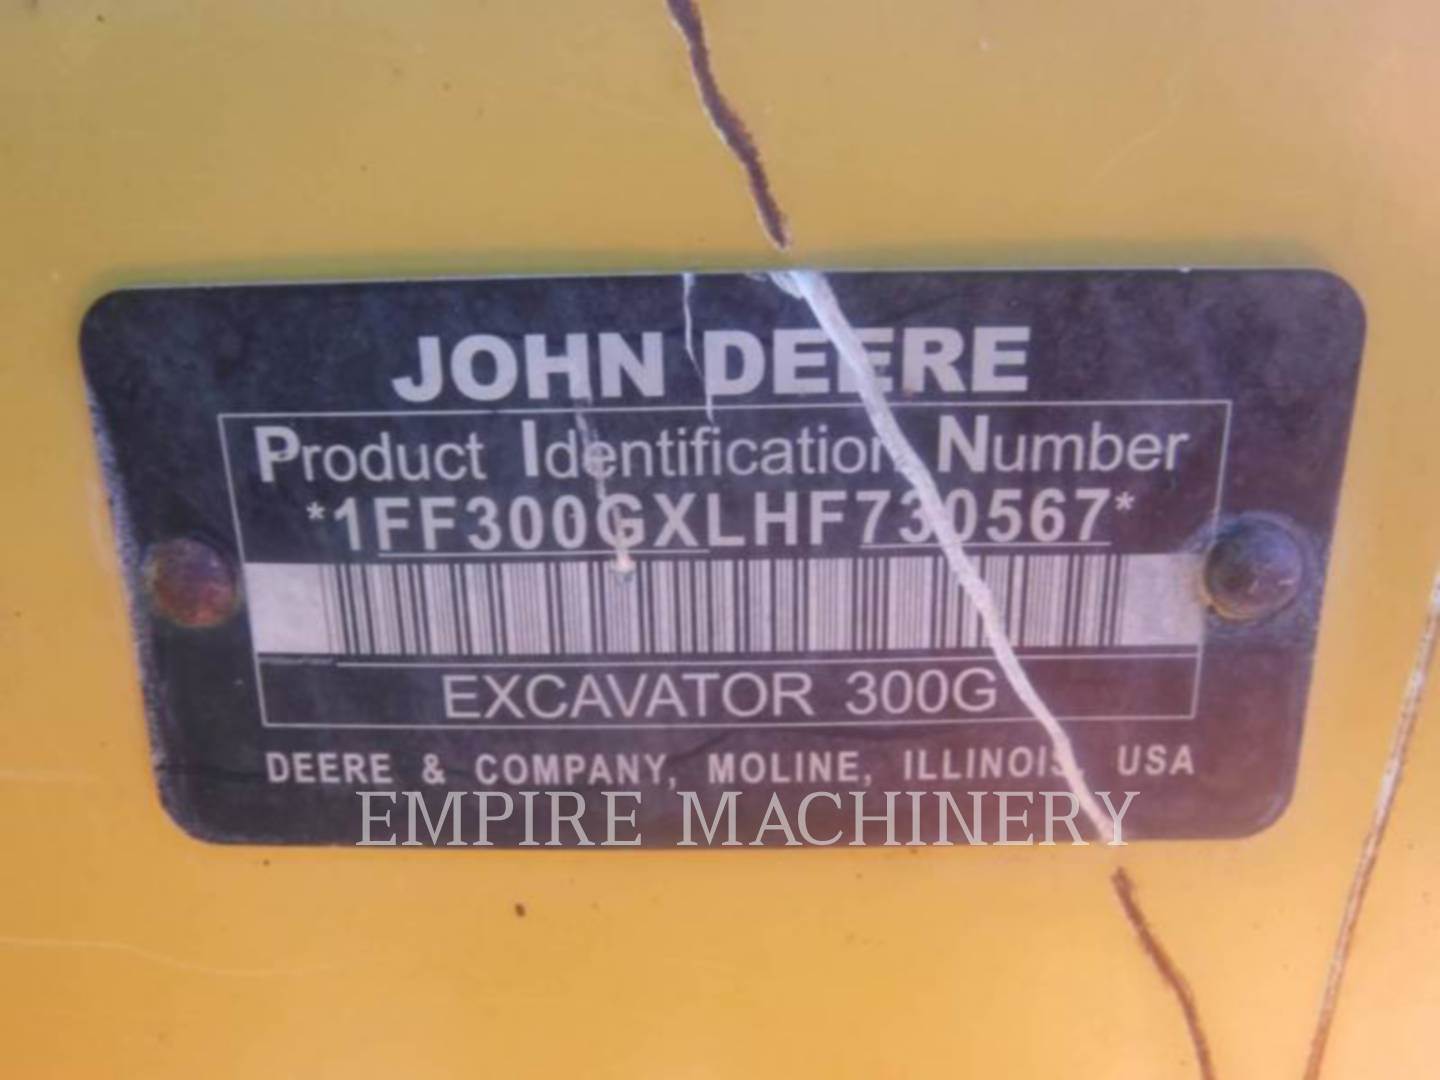 JOHN DEERE
Product Identification Number
*1FF300GXLHF730567*
EXCAVATOR 300G
DEERE & COMPANY, MOLINE, ILLINOIS, USA
EMPIRE MACHINERY